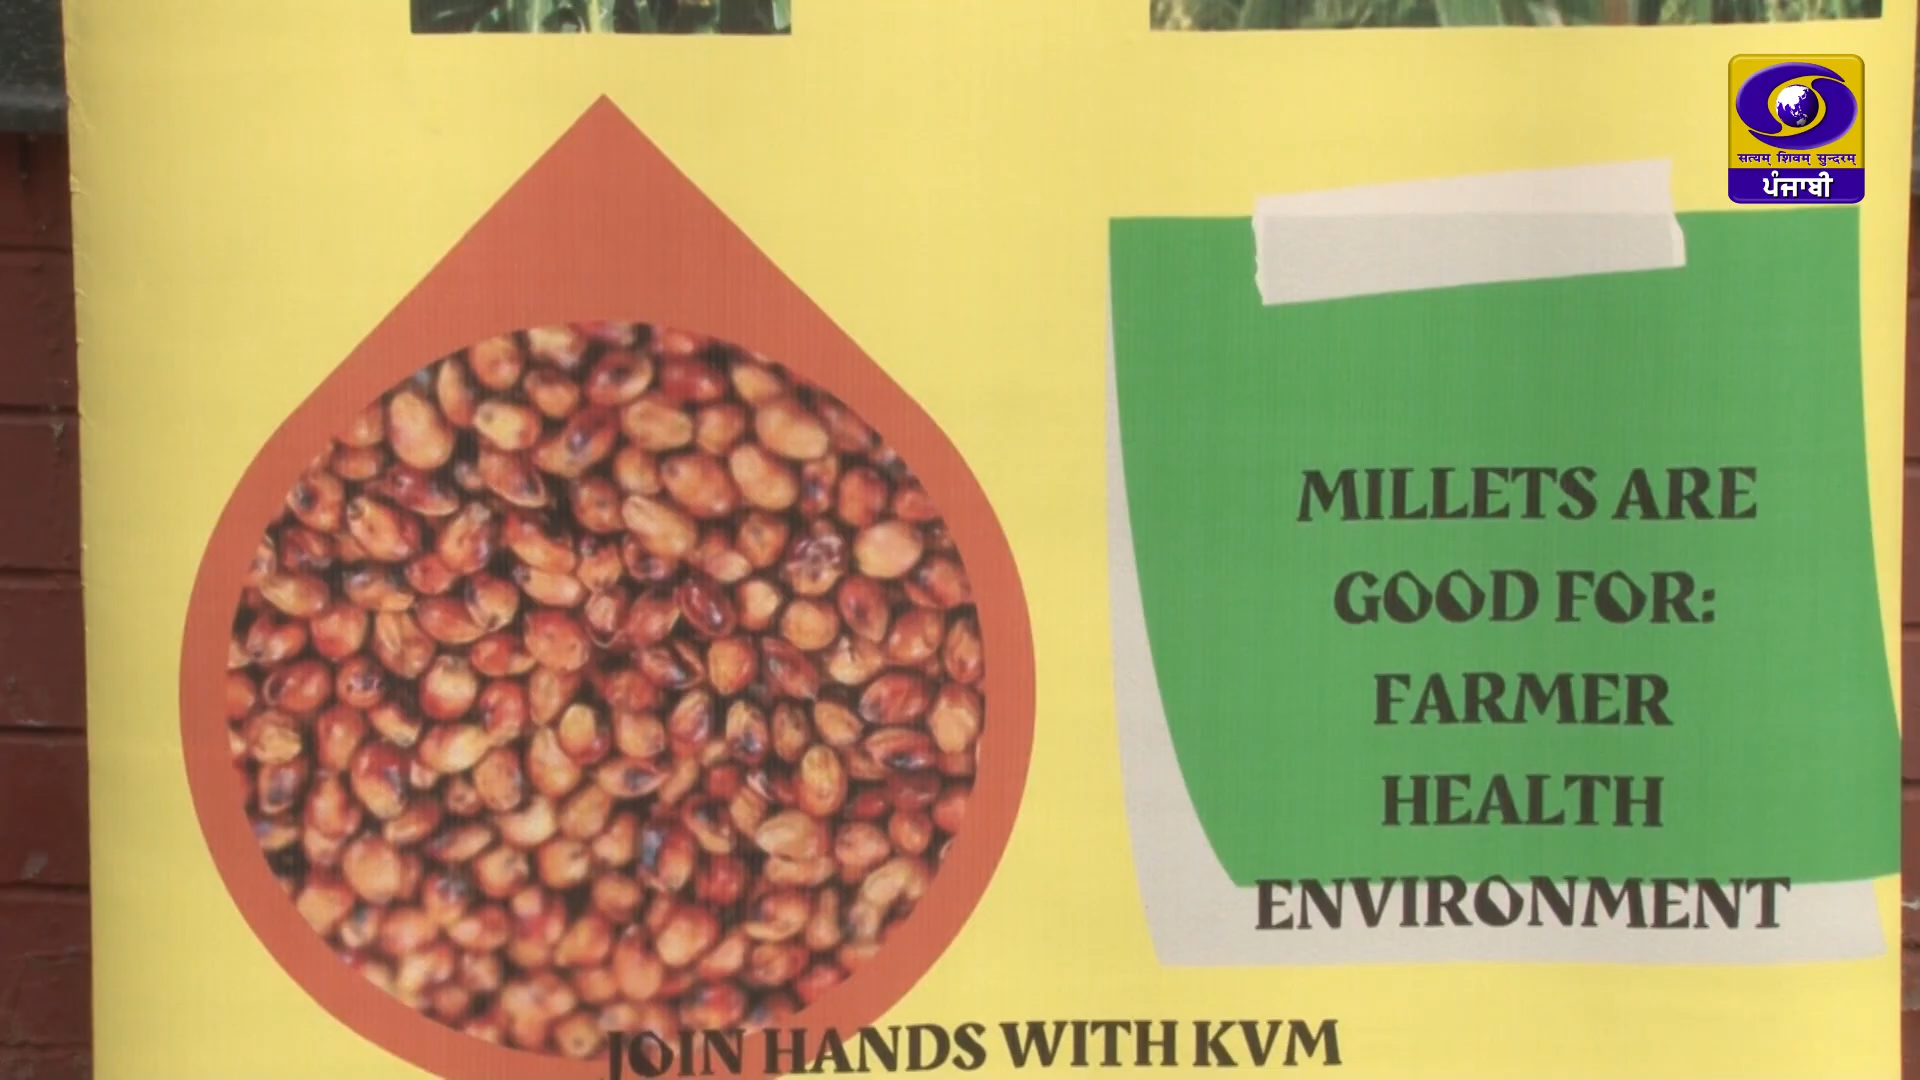 सत्यम् शिवम् सुन्दरम्
ਪੰਜਾਬੀ
MILLETS ARE
GOOD FOR:
FARMER
HEALTH
ENVIRONMENT
JOIN HANDS WITH KVM